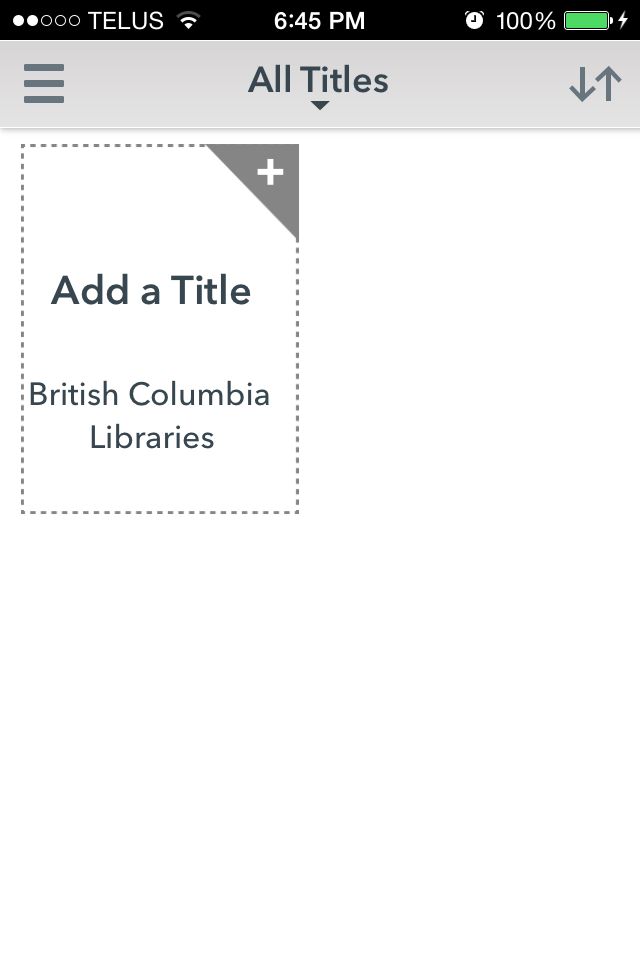 TELUS 6:45 PM 100%
All Titles
+
Add a Title
British Columbia
Libraries